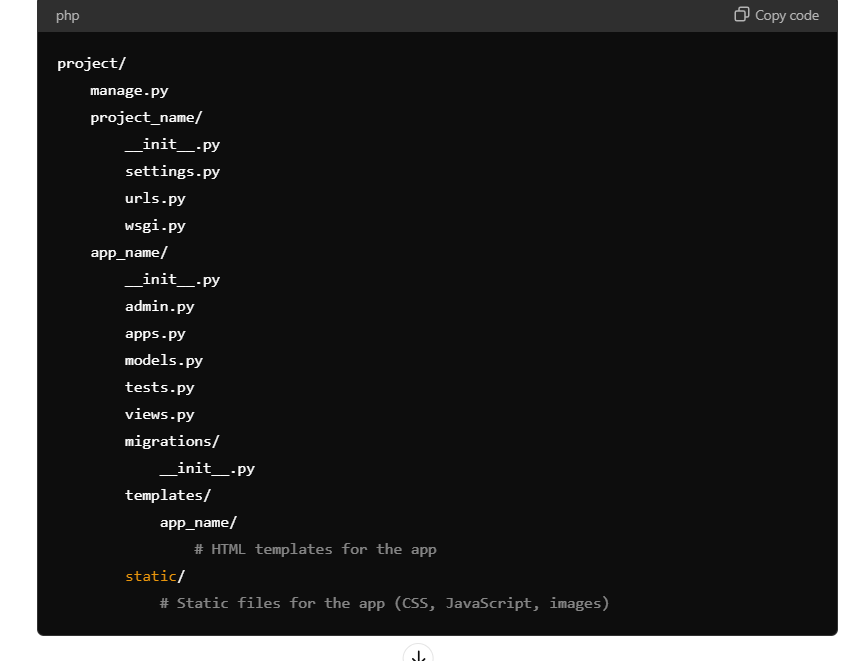 php
Copy code
project/
manage.py
project_name/
__init__.py
settings.py
urls.py
wsgi.py
app_name/
__init__.py
admin.py
apps.py
models.py
tests.py
views.py
migrations/
__init__.py
templates/
app_name/
# HTML templates for the app
static/
# Static files for the app (CSS, JavaScript, images)